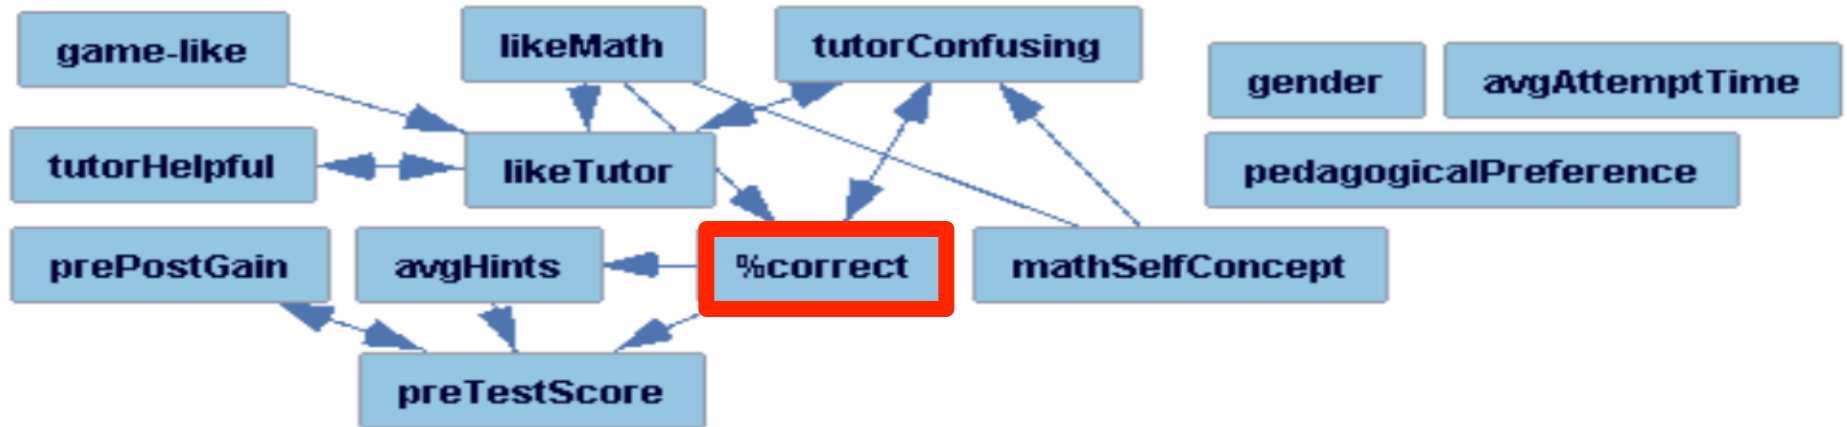 game-like
likeMath
tutorConfusing
gender
avgAttemptTime
tutorHelpful
likeTutor
pedagogicalPreference
prePostGain
avgHints
%correct
mathSelfConcept
preTestScore